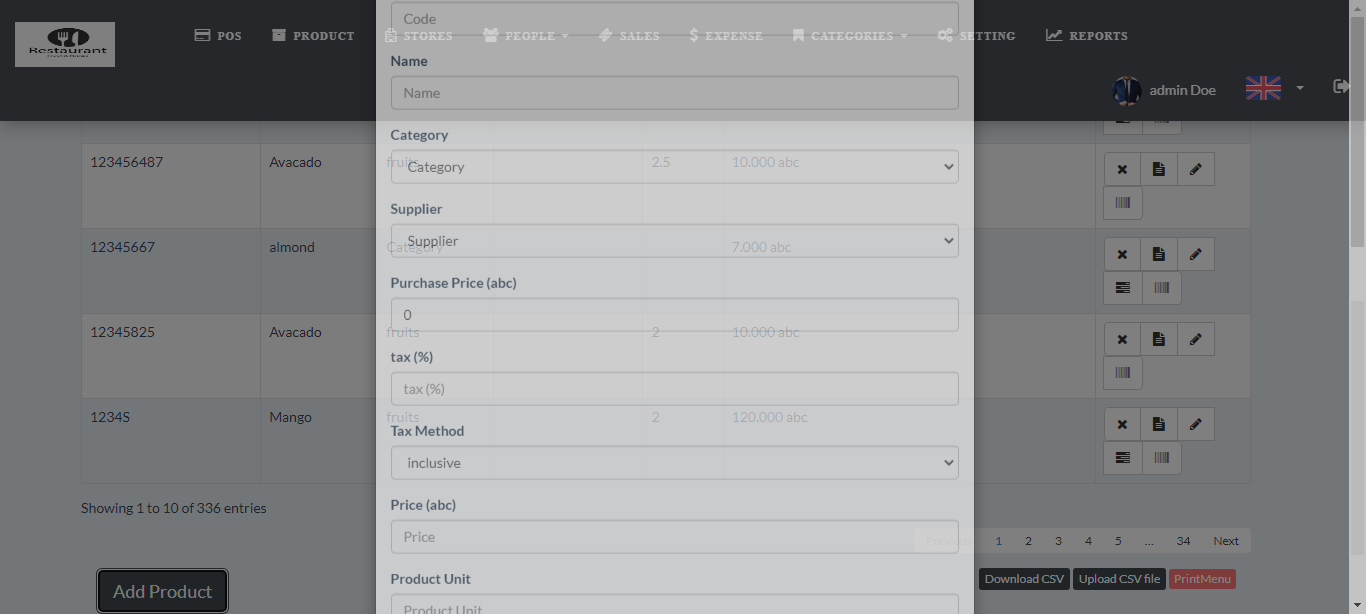 Code
Restaurant
POS PRODUCT STORES PEOPLE SALES EXPENSE CATEGORIES SETTING REPORTS
Name
Name
admin Doe
Category
123456487 Avacado fruits 2.5 10.000 abc
Category
Supplier
12345667 almond Category 7.000 abc
Supplier
Purchase Price (abc)
0
12345825 Avacado fruits 2 10.000 abc
tax (%)
tax (%)
1234S Mango fruits 2 120.000 abc
Tax Method
inclusive
Price (abc)
Showing 1 to 10 of 336 entries
Price
Previous 1 2 3 4 5 ... 34 Next
Product Unit
Download CSV Upload CSV file PrintMenu
Add Product
Product Unit